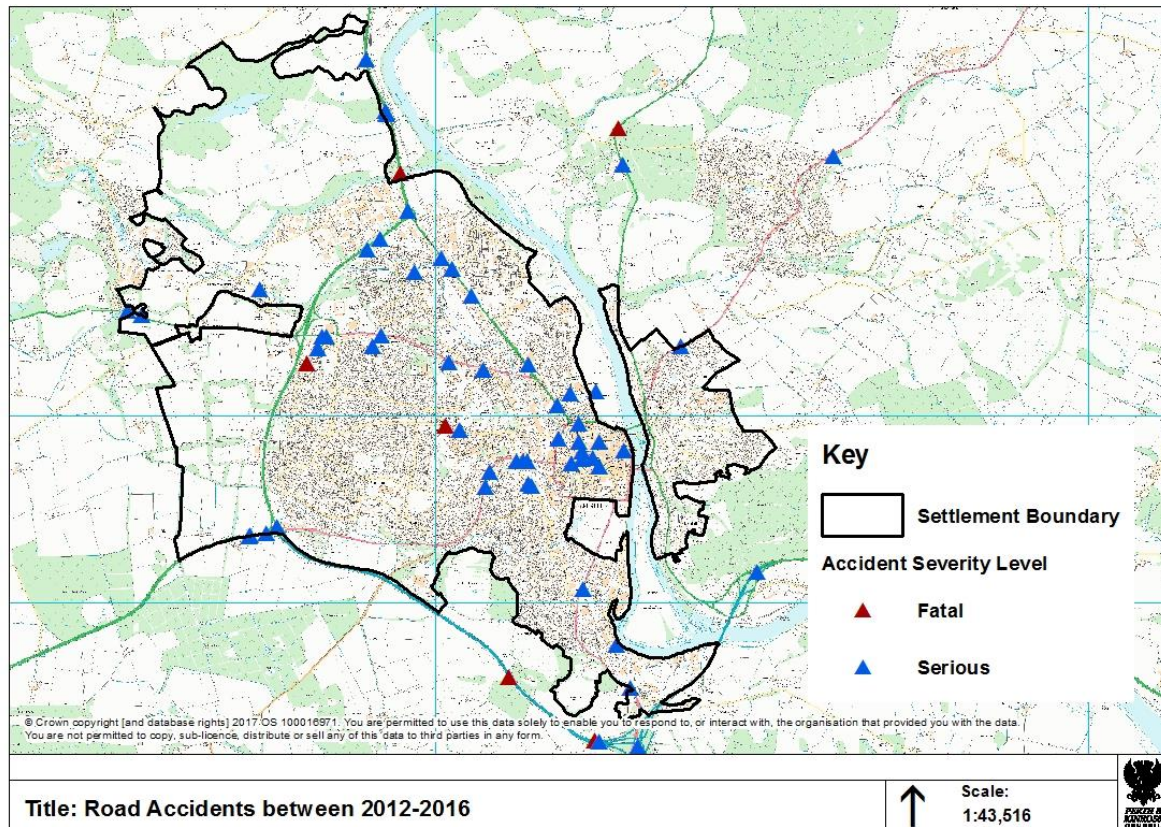 Key
Settlement Boundary
Accident Severity Level
Fatal
Serious
© Crown copyright [and database rights] 2017 OS 100016971. You are permitted to use this data solely to enable you to respond to, or interact with, the organisation that provided you with the data.
You are not permitted to copy, sub-licence, distribute or sell any of this data to third parties in any form.
Title: Road Accidents between 2012-2016
Scale:
1:43,516
PERTH &
KINROSS
COUNCIL